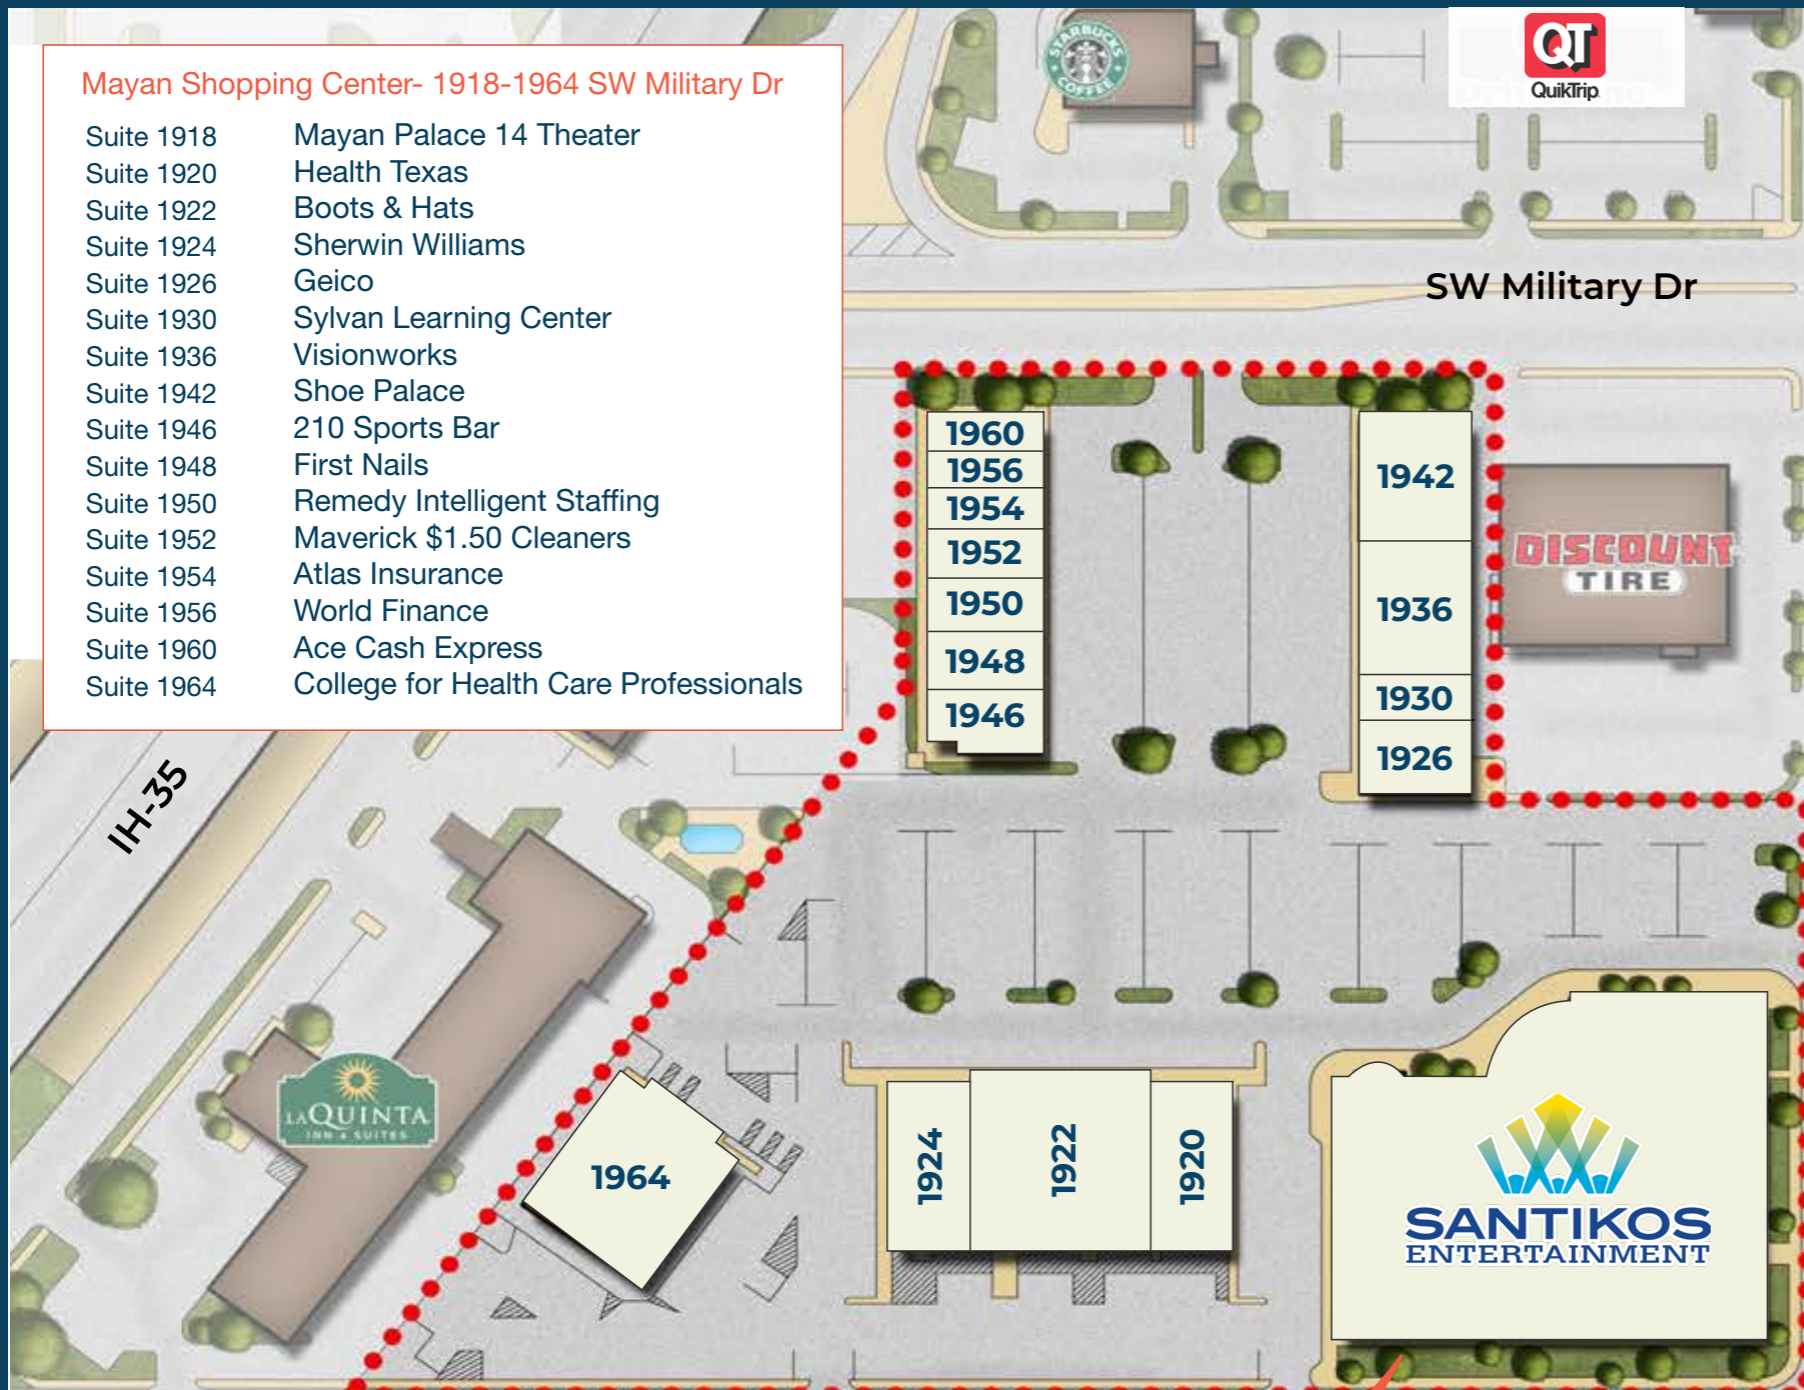 Mayan Shopping Center- 1918-1964 SW Military Dr
Suite 1918 Mayan Palace 14 Theater
Suite 1920 Health Texas
Suite 1922 Boots & Hats
Suite 1924 Sherwin Williams
Suite 1926 Geico
Suite 1930 Sylvan Learning Center
Suite 1936 Visionworks
Suite 1942 Shoe Palace
Suite 1946 210 Sports Bar
Suite 1948 First Nails
Suite 1950 Remedy Intelligent Staffing
Suite 1952 Maverick $1.50 Cleaners
Suite 1954 Atlas Insurance
Suite 1956 World Finance
Suite 1960 Ace Cash Express
Suite 1964 College for Health Care Professionals
STARBUCKS
COFFEE
QT
QuikTrip
SW Military Dr
1960
1956
1954
1952
1950
1948
1946
1942
1936
1930
1926
DISCOUNT
TIRE
IH-35
LAQUINTA
INN & SUITES
1964
1924
1922
1920
SANTIKOS
ENTERTAINMENT